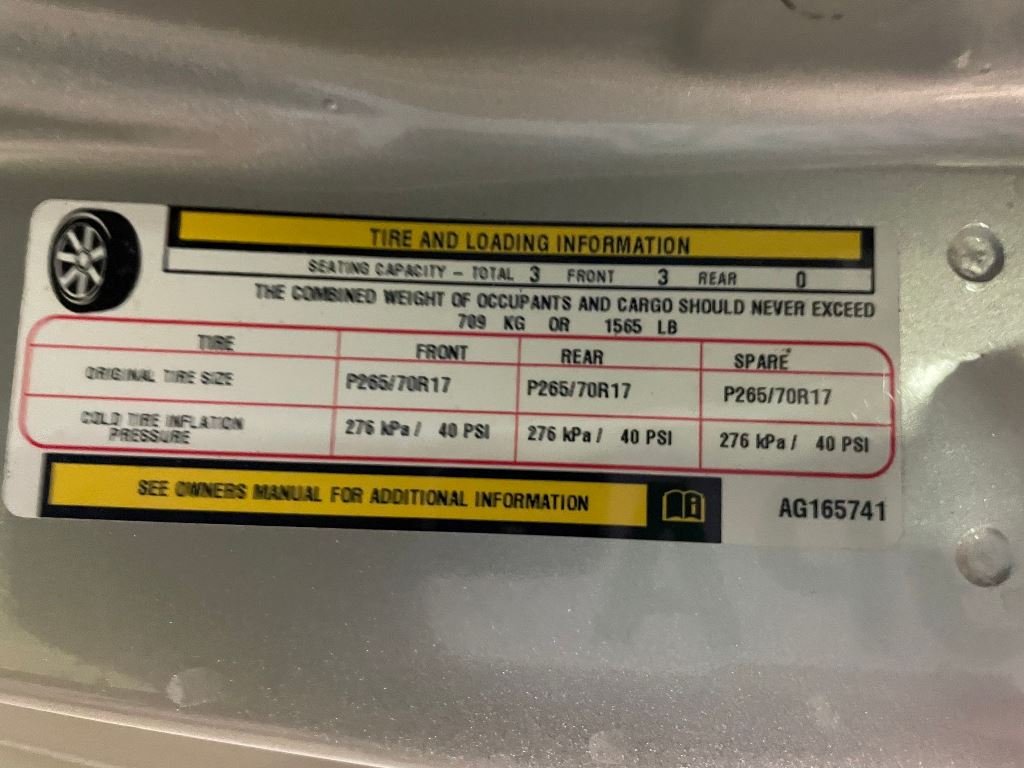 TIRE AND LOADING INFORMATION
SEATING CAPACITY – TOTAL 3 FRONT 3 REAR 0
THE COMBINED WEIGHT OF OCCUPANTS AND CARGO SHOULD NEVER EXCEED
709 KG OR 1565 LB
TIRE FRONT REAR SPARE
ORIGINAL TIRE SIZE P265/70R17 P265/70R17 P265/70R17
COLD TIRE INFLATION
PRESSURE 276 kPa / 40 PSI 276 kPa / 40 PSI 276 kPa / 40 PSI
SEE OWNERS MANUAL FOR ADDITIONAL INFORMATION
AG165741